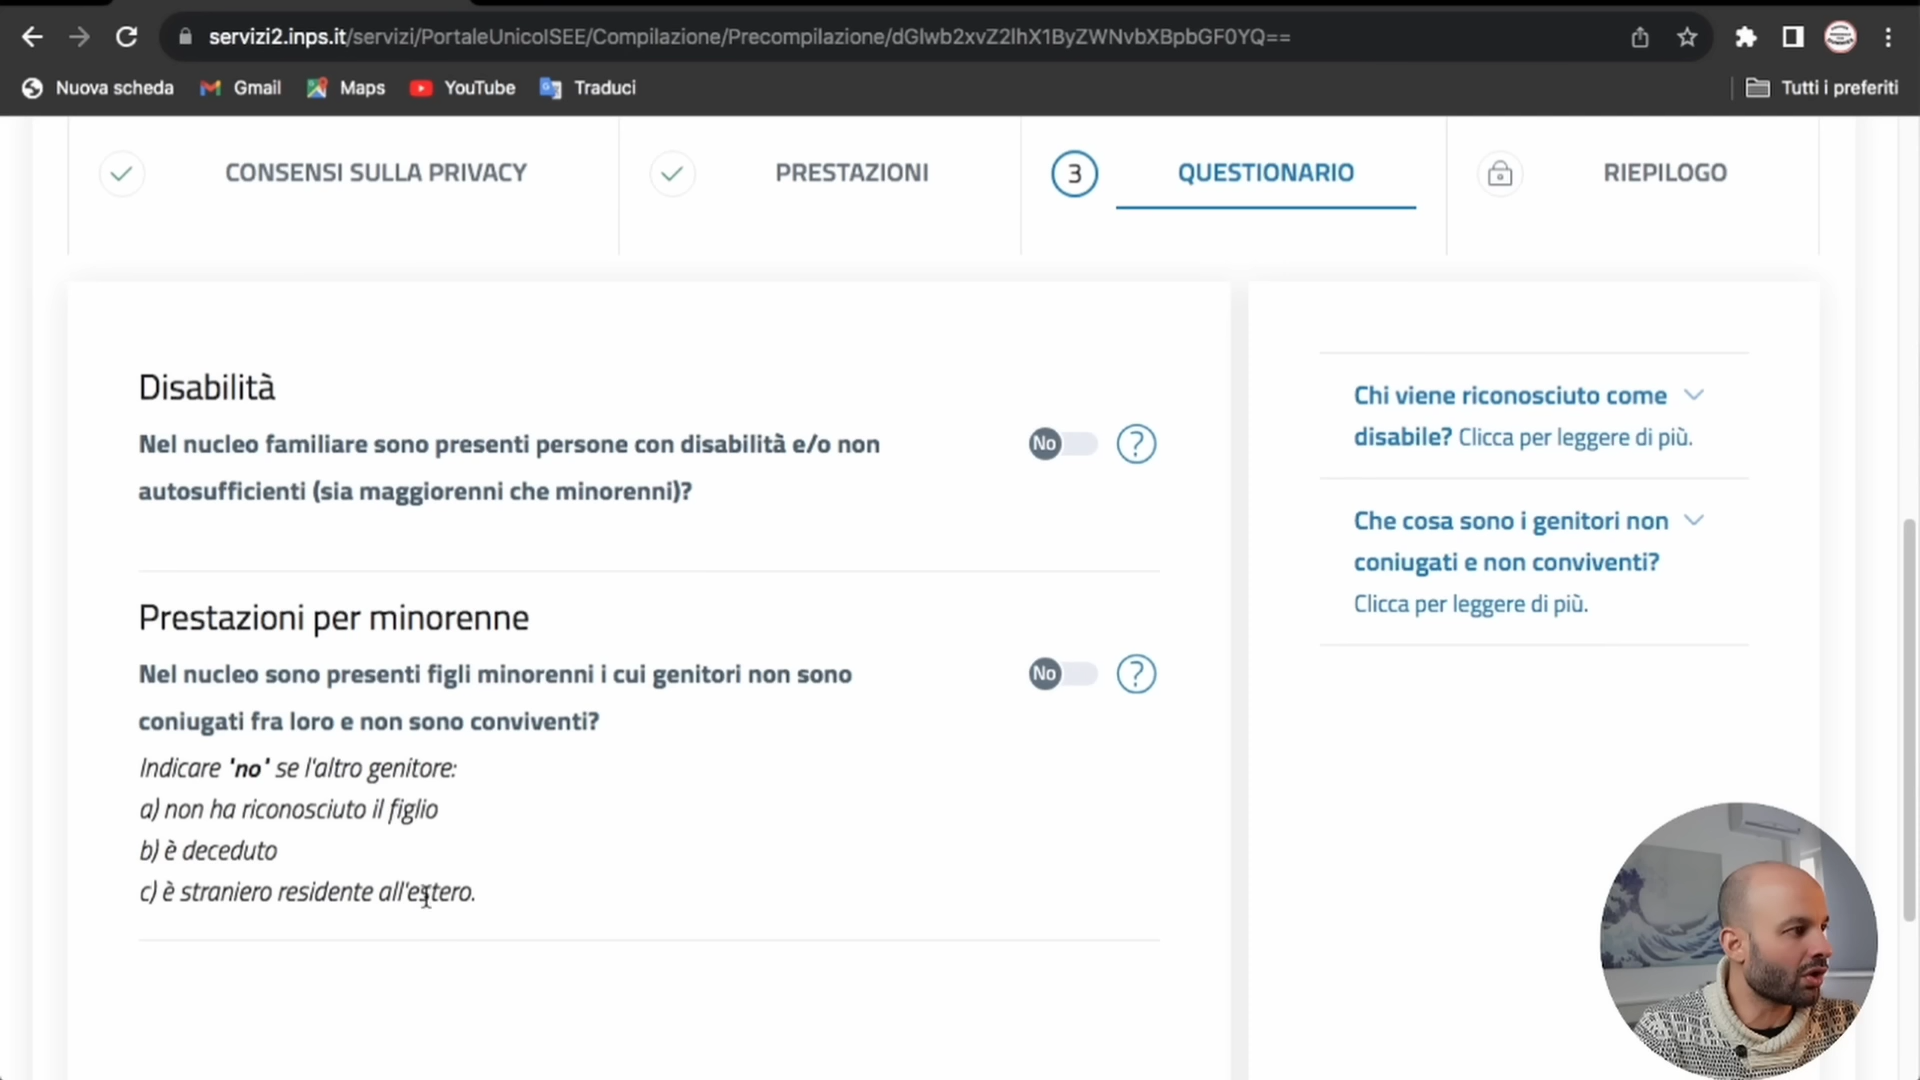 servizi2.inps.it/servizi/PortaleUnicoISEE/Compilazione/Precompilazione/dGlwb2xvZ2lhX1ByZWNvbXBpbGF0YQ==
Nuova scheda Gmail Maps YouTube Traduci Tutti i preferiti
CONSENSI SULLA PRIVACY PRESTAZIONI 3 QUESTIONARIO RIEPILOGO
Disabilità
Nel nucleo familiare sono presenti persone con disabilità e/o non
autosufficienti (sia maggiorenni che minorenni)?
No ?
Prestazioni per minorenne
Nel nucleo sono presenti figli minorenni i cui genitori non sono
coniugati fra loro e non sono conviventi?
No ?
Indicare 'no' se l'altro genitore:
a) non ha riconosciuto il figlio
b) è deceduto
c) è straniero residente all'estero.
Chi viene riconosciuto come
disabile? Clicca per leggere di più.
Che cosa sono i genitori non
coniugati e non conviventi?
Clicca per leggere di più.